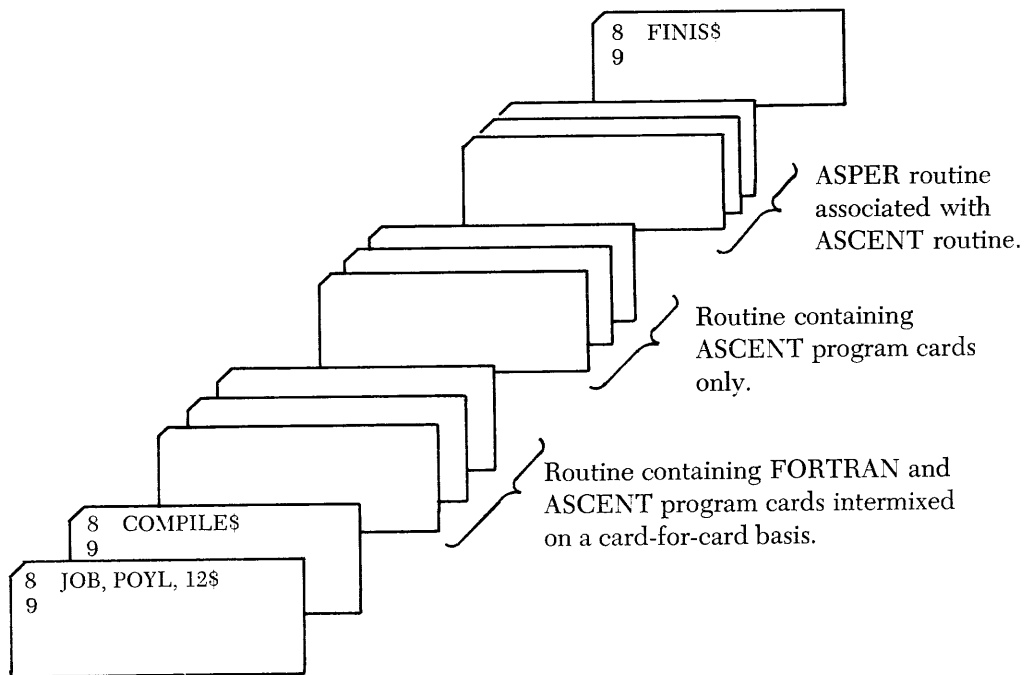 8 FINIS$
9
ASPER routine
associated with
ASCENT routine.
Routine containing
ASCENT program cards
only.
Routine containing FORTRAN and
ASCENT program cards intermixed
on a card-for-card basis.
8 COMPILE$
9
8 JOB, POYL, 12$
9